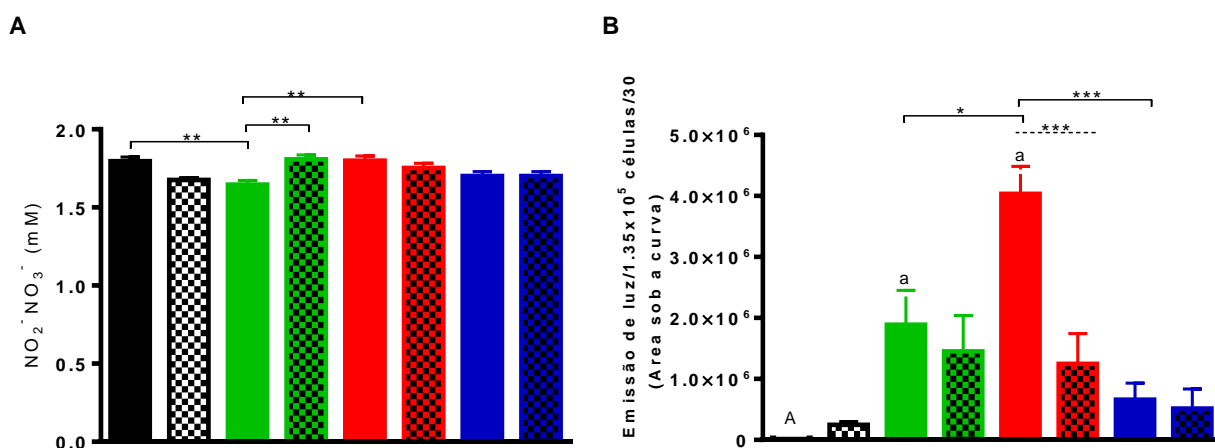 A
**
**
**
2.0
1.5
1.0
0.5
0.0
NO₂⁻NO₃⁻ (mM)
B
Emissão de luz/1.35x10⁵ células/30
(Area sob a curva)
***
*
***
5.0×10⁶
4.0×10⁶
3.0×10⁶
2.0×10⁶
1.0×10⁶
0
a
a
A